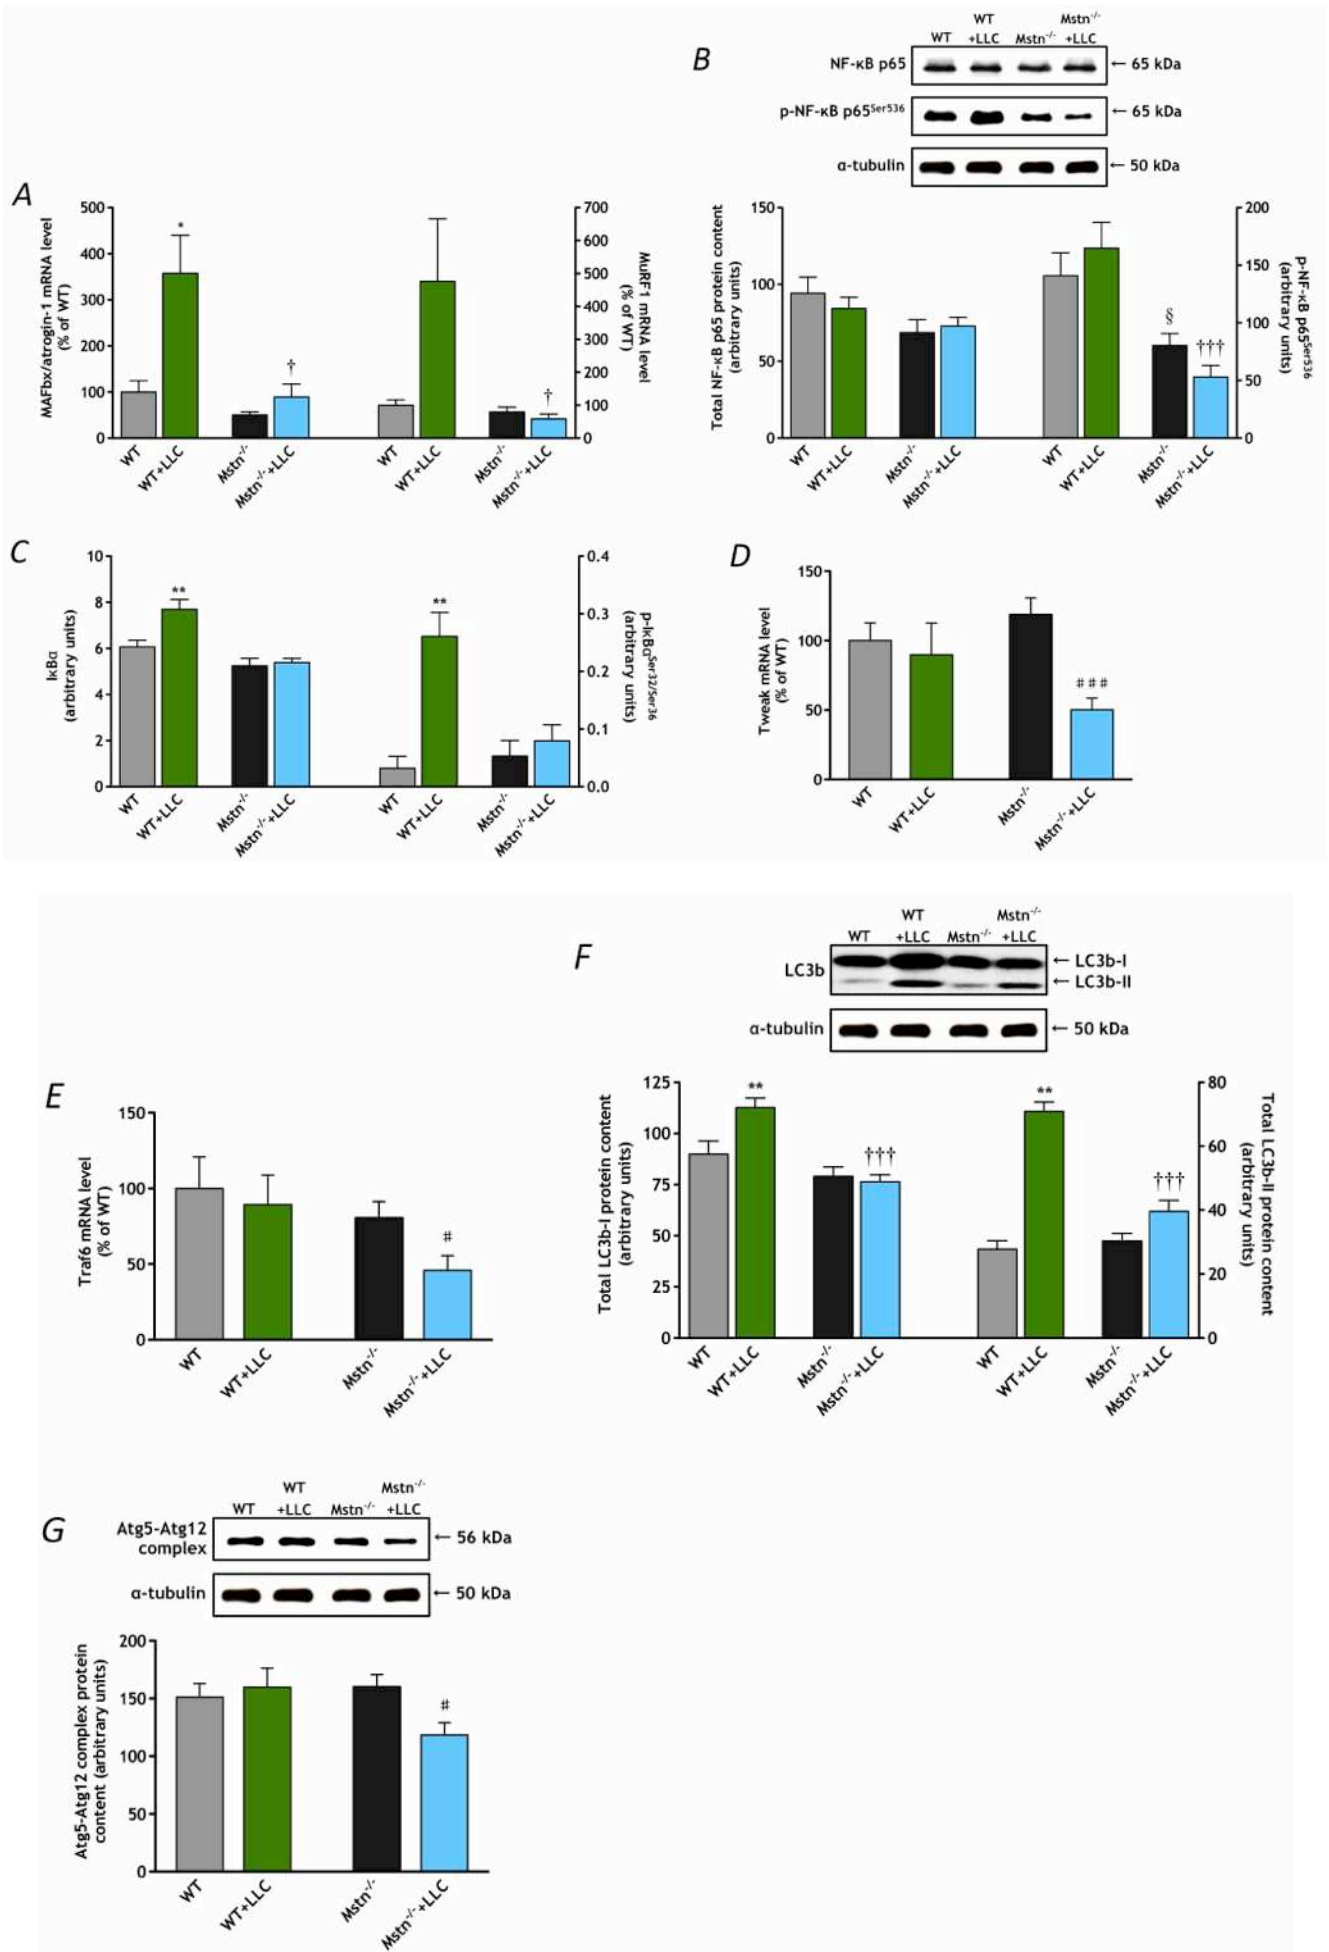 A
MAFbx/atrogin-1 mRNA level
(% of WT)
500
400
300
200
100
0
*
†
†
700
600
500
400
300
200
100
0
MuRF1 mRNA level
(% of WT)
WT
WT+LLC
Mstn-/-
Mstn-/-+LLC
WT
WT+LLC
Mstn-/-
Mstn-/-+LLC
B
WT
WT
+LLC
Mstn-/-
Mstn-/-
+LLC
NF-κB p65
← 65 kDa
p-NF-κB p65Ser536
← 65 kDa
α-tubulin
← 50 kDa
Total NF-κB p65 protein content
(arbitrary units)
150
100
50
0
§
†††
200
150
100
50
0
p-NF-κB p65Ser536
(arbitrary units)
WT
WT+LLC
Mstn-/-
Mstn-/-+LLC
WT
WT+LLC
Mstn-/-
Mstn-/-+LLC
C
IκBα
(arbitrary units)
10
8
6
4
2
0
**
**
0.4
0.3
0.2
0.1
0.0
p-IκBαSer32/Ser36
(arbitrary units)
WT
WT+LLC
Mstn-/-
Mstn-/-+LLC
WT
WT+LLC
Mstn-/-
Mstn-/-+LLC
D
Tweak mRNA level
(% of WT)
150
100
50
0
###
WT
WT+LLC
Mstn-/-
Mstn-/-+LLC
E
Traf6 mRNA level
(% of WT)
150
100
50
0
#
WT
WT+LLC
Mstn-/-
Mstn-/-+LLC
F
WT
WT
+LLC
Mstn-/-
Mstn-/-
+LLC
LC3b
← LC3b-I
← LC3b-II
α-tubulin
← 50 kDa
Total LC3b-I protein content
(arbitrary units)
125
100
75
50
25
0
**
†††
**
†††
80
60
40
20
0
Total LC3b-II protein content
(arbitrary units)
WT
WT+LLC
Mstn-/-
Mstn-/-+LLC
WT
WT+LLC
Mstn-/-
Mstn-/-+LLC
G
WT
WT
+LLC
Mstn-/-
Mstn-/-
+LLC
Atg5-Atg12
complex
← 56 kDa
α-tubulin
← 50 kDa
Atg5-Atg12 complex protein
content (arbitrary units)
200
150
100
50
0
#
WT
WT+LLC
Mstn-/-
Mstn-/-+LLC